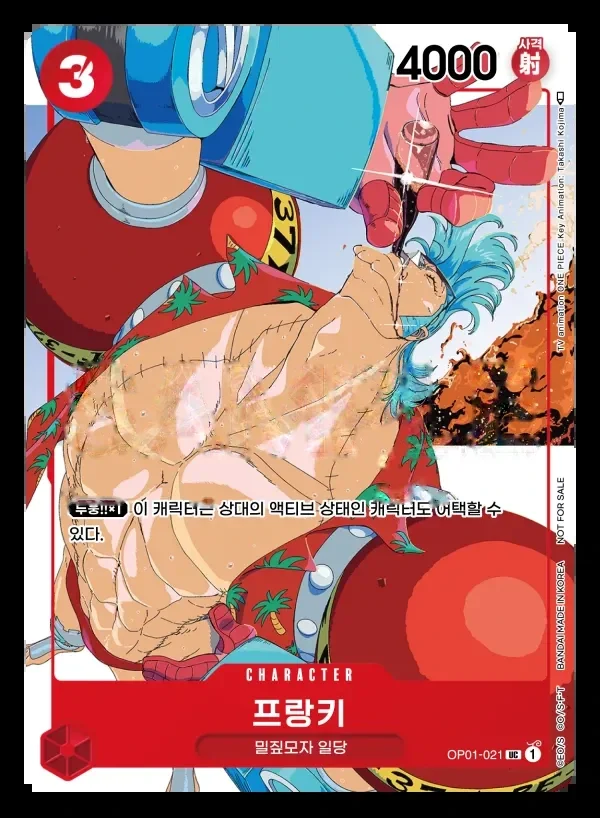 3
4000
사격
射
TV animation ONE PIECE Key Animation: Takashi Kojima
37
두웅!!×1 이 캐릭터는 상대의 액티브 상태인 캐릭터도 어택할 수
있다.
NOT FOR SALE
BANDAI MADE IN KOREA
©EO/S ©O/S・F・T
CHARACTER
프랑키
밀짚모자 일당
OP01-021 UC 1
37